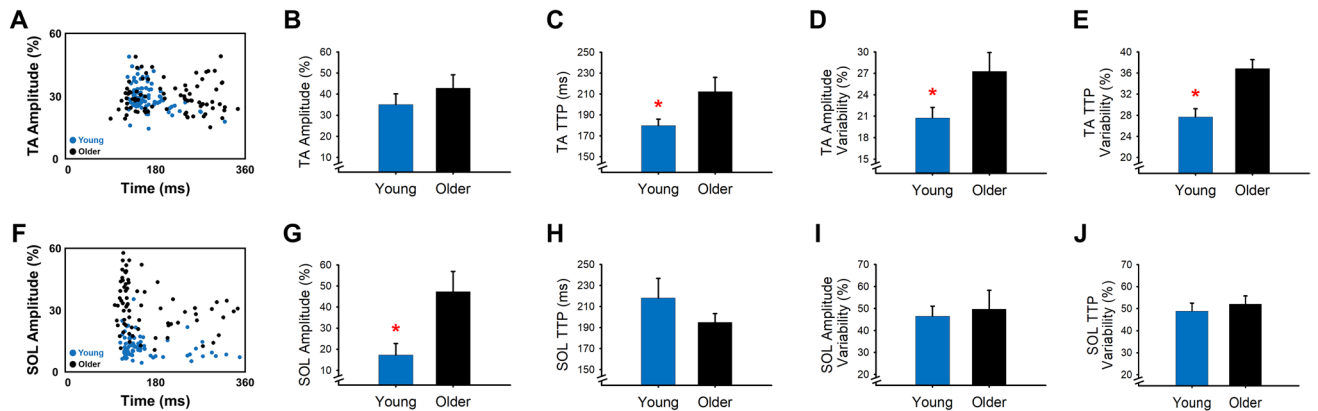 A
TA Amplitude (%)
60
30
0
Young
Older
0 180 360
Time (ms)
B
TA Amplitude (%)
60
50
40
30
20
10
Young Older
C
TA TTP (ms)
250
230
210
190
170
150
*
Young Older
D
TA Amplitude
Variability (%)
30
27
24
21
18
15
*
Young Older
E
TA TTP
Variability (%)
40
36
32
28
24
20
*
Young Older
F
SOL Amplitude (%)
60
30
0
Young
Older
0 180 360
Time (ms)
G
SOL Amplitude (%)
60
50
40
30
20
10
*
Young Older
H
SOL TTP (ms)
250
230
210
190
170
150
Young Older
I
SOL Amplitude
Variability (%)
70
60
50
40
30
20
Young Older
J
SOL TTP
Variability (%)
70
60
50
40
30
20
Young Older